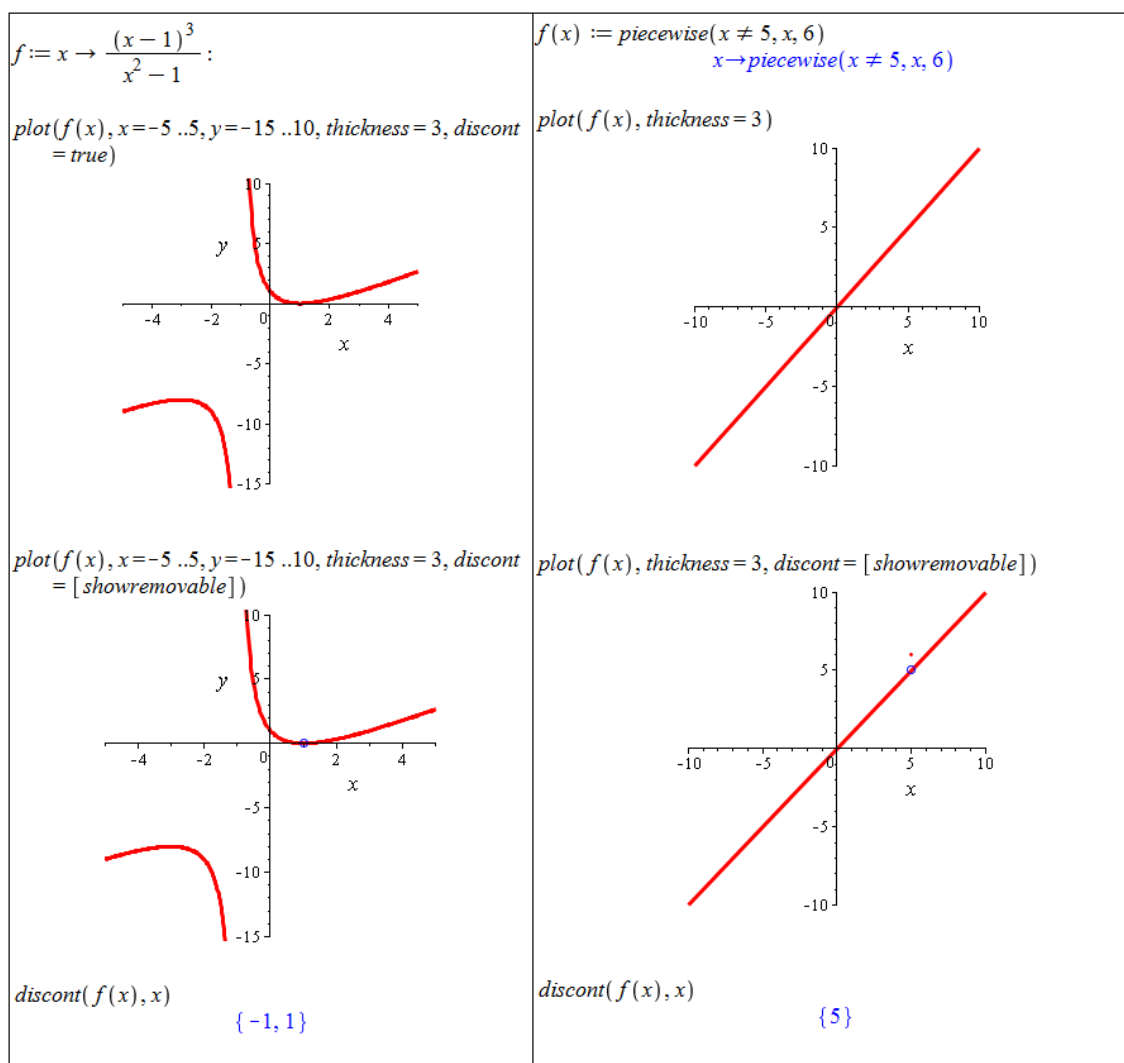 f := x → (x − 1)^3 / (x^2 − 1) :
plot(f(x), x = −5 ..5, y = −15 ..10, thickness = 3, discont
= true)
10
y
5
-4 -2 0 2 4
x
-5
-10
-15
plot(f(x), x = −5 ..5, y = −15 ..10, thickness = 3, discont
= [showremovable])
10
y
5
-4 -2 0 2 4
x
-5
-10
-15
discont(f(x), x)
{−1, 1}
f(x) := piecewise(x ≠ 5, x, 6)
x→piecewise(x ≠ 5, x, 6)
plot(f(x), thickness = 3)
10
5
-10 -5 0 5 10
x
-5
-10
plot(f(x), thickness = 3, discont = [showremovable])
10
5
-10 -5 0 5 10
x
-5
-10
discont(f(x), x)
{5}